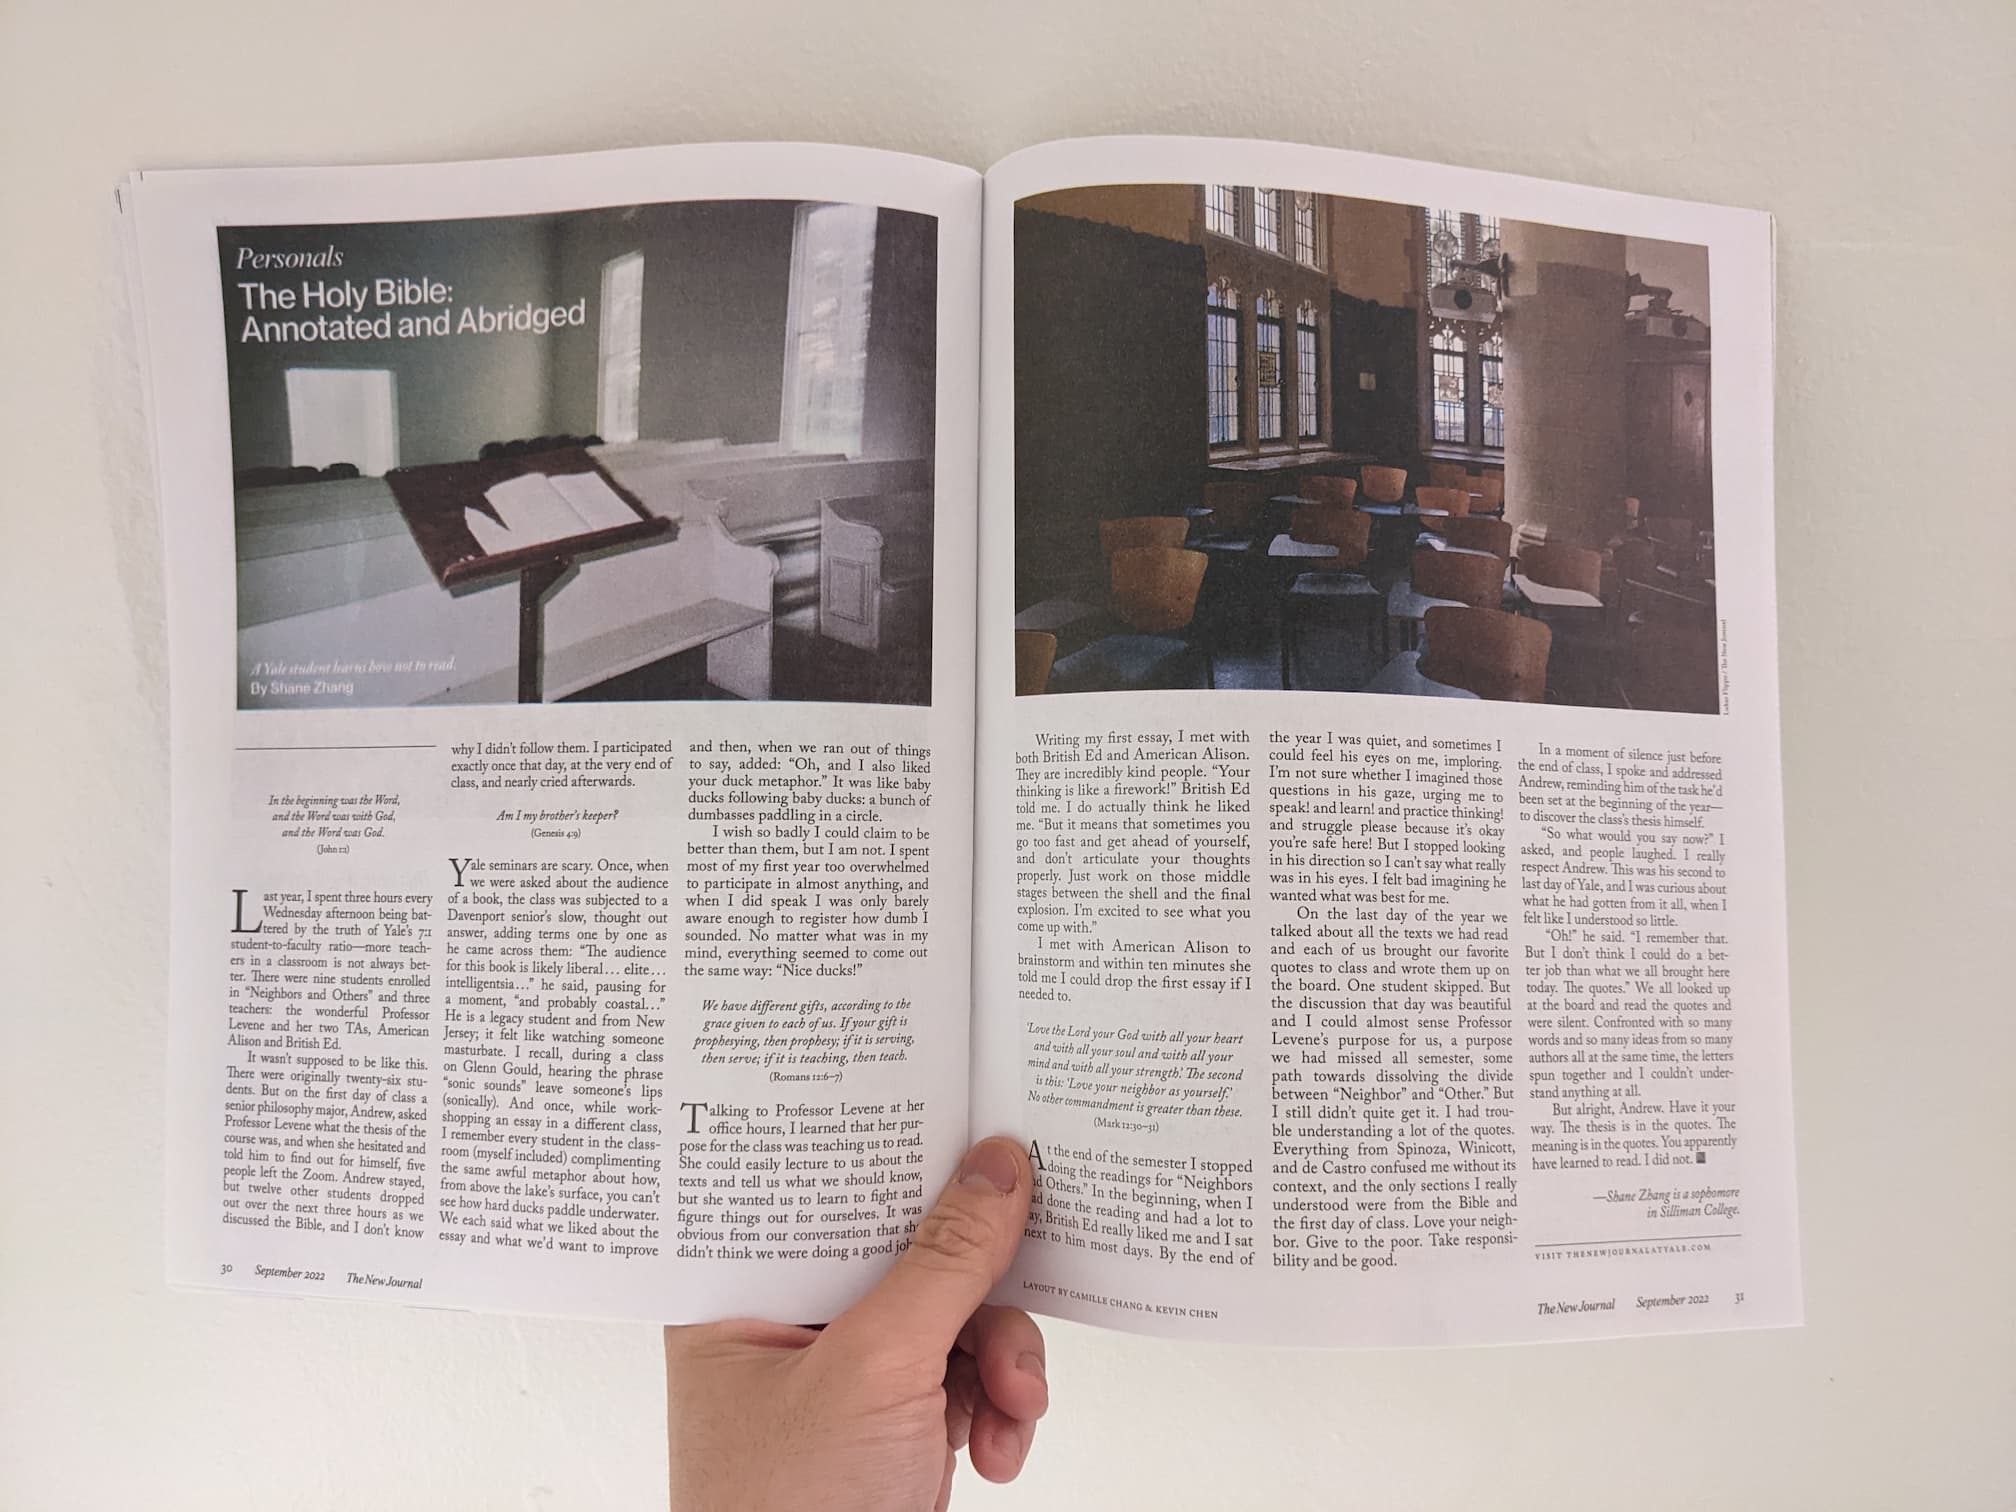 Personals
The Holy Bible:
Annotated and Abridged
A Yale student learns how not to read.
By Shane Zhang
In the beginning was the Word,
and the Word was with God,
and the Word was God.
(John 1:1)
Last year, I spent three hours every
Wednesday afternoon being bat-
tered by the truth of Yale's 7:1
student-to-faculty ratio—more teach-
ers in a classroom is not always bet-
ter. There were nine students enrolled
in "Neighbors and Others" and three
teachers: the wonderful Professor
Levene and her two TAs, American
Alison and British Ed.
It wasn't supposed to be like this.
There were originally twenty-six stu-
dents. But on the first day of class a
senior philosophy major, Andrew, asked
Professor Levene what the thesis of the
course was, and when she hesitated and
told him to find out for himself, five
people left the Zoom. Andrew stayed,
but twelve other students dropped
out over the next three hours as we
discussed the Bible, and I don't know
why I didn't follow them. I participated
exactly once that day, at the very end of
class, and nearly cried afterwards.
Am I my brother's keeper?
(Genesis 4:9)
Yale seminars are scary. Once, when
we were asked about the audience
of a book, the class was subjected to a
Davenport senior's slow, thought out
answer, adding terms one by one as
he came across them: "The audience
for this book is likely liberal… elite…
intelligentsia…" he said, pausing for
a moment, "and probably coastal…"
He is a legacy student and from New
Jersey; it felt like watching someone
masturbate. I recall, during a class
on Glenn Gould, hearing the phrase
"sonic sounds" leave someone's lips
(sonically). And once, while work-
shopping an essay in a different class,
I remember every student in the class-
room (myself included) complimenting
the same awful metaphor about how,
from above the lake's surface, you can't
see how hard ducks paddle underwater.
We each said what we liked about the
essay and what we'd want to improve
and then, when we ran out of things
to say, added: "Oh, and I also liked
your duck metaphor." It was like baby
ducks following baby ducks: a bunch of
dumbasses paddling in a circle.
I wish so badly I could claim to be
better than them, but I am not. I spent
most of my first year too overwhelmed
to participate in almost anything, and
when I did speak I was only barely
aware enough to register how dumb I
sounded. No matter what was in my
mind, everything seemed to come out
the same way: "Nice ducks!"
We have different gifts, according to the
grace given to each of us. If your gift is
prophesying, then prophesy; if it is serving,
then serve; if it is teaching, then teach.
(Romans 12:6–7)
Talking to Professor Levene at her
office hours, I learned that her pur-
pose for the class was teaching us to read.
She could easily lecture to us about the
texts and tell us what we should know,
but she wanted us to learn to fight and
figure things out for ourselves. It was
obvious from our conversation that she
didn't think we were doing a good job.
30 September 2022 The New Journal
Writing my first essay, I met with
both British Ed and American Alison.
They are incredibly kind people. "Your
thinking is like a firework!" British Ed
told me. I do actually think he liked
me. "But it means that sometimes you
go too fast and get ahead of yourself,
and don't articulate your thoughts
properly. Just work on those middle
stages between the shell and the final
explosion. I'm excited to see what you
come up with."
I met with American Alison to
brainstorm and within ten minutes she
told me I could drop the first essay if I
needed to.
'Love the Lord your God with all your heart
and with all your soul and with all your
mind and with all your strength.' The second
is this: 'Love your neighbor as yourself.'
No other commandment is greater than these.
(Mark 12:30–31)
At the end of the semester I stopped
doing the readings for "Neighbors
and Others." In the beginning, when I
had done the reading and had a lot to
say, British Ed really liked me and I sat
next to him most days. By the end of
the year I was quiet, and sometimes I
could feel his eyes on me, imploring.
I'm not sure whether I imagined those
questions in his gaze, urging me to
speak! and learn! and practice thinking!
and struggle please because it's okay
you're safe here! But I stopped looking
in his direction so I can't say what really
was in his eyes. I felt bad imagining he
wanted what was best for me.
On the last day of the year we
talked about all the texts we had read
and each of us brought our favorite
quotes to class and wrote them up on
the board. One student skipped. But
the discussion that day was beautiful
and I could almost sense Professor
Levene's purpose for us, a purpose
we had missed all semester, some
path towards dissolving the divide
between "Neighbor" and "Other." But
I still didn't quite get it. I had trou-
ble understanding a lot of the quotes.
Everything from Spinoza, Winicott,
and de Castro confused me without its
context, and the only sections I really
understood were from the Bible and
the first day of class. Love your neigh-
bor. Give to the poor. Take responsi-
bility and be good.
In a moment of silence just before
the end of class, I spoke and addressed
Andrew, reminding him of the task he'd
been set at the beginning of the year—
to discover the class's thesis himself.
"So what would you say now?" I
asked, and people laughed. I really
respect Andrew. This was his second to
last day of Yale, and I was curious about
what he had gotten from it all, when I
felt like I understood so little.
"Oh!" he said. "I remember that.
But I don't think I could do a bet-
ter job than what we all brought here
today. The quotes." We all looked up
at the board and read the quotes and
were silent. Confronted with so many
words and so many ideas from so many
authors all at the same time, the letters
spun together and I couldn't under-
stand anything at all.
But alright, Andrew. Have it your
way. The thesis is in the quotes. The
meaning is in the quotes. You apparently
have learned to read. I did not.
—Shane Zhang is a sophomore
in Silliman College.
VISIT THENEWJOURNALATYALE.COM
LAYOUT BY CAMILLE CHANG & KEVIN CHEN
The New Journal September 2022 31